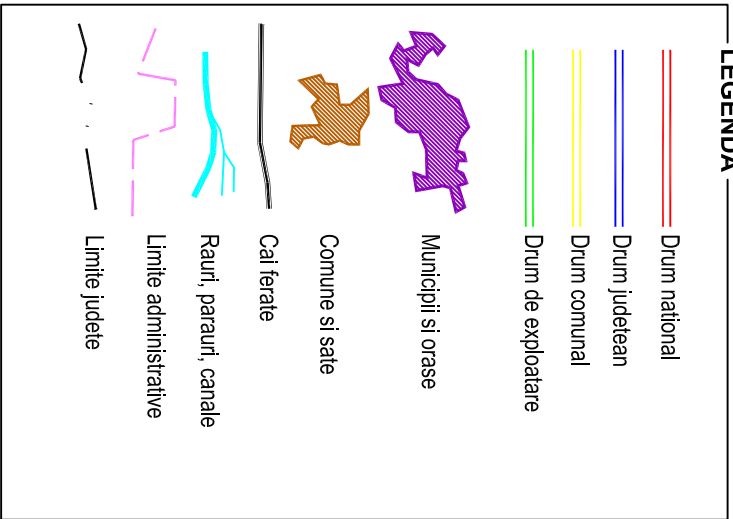 LEGENDA
Drum national
Drum judetean
Drum comunal
Drum de exploatare
Municipii si orase
Comune si sate
Cai ferate
Rauri, parauri, canale
Limite administrative
Limite judete